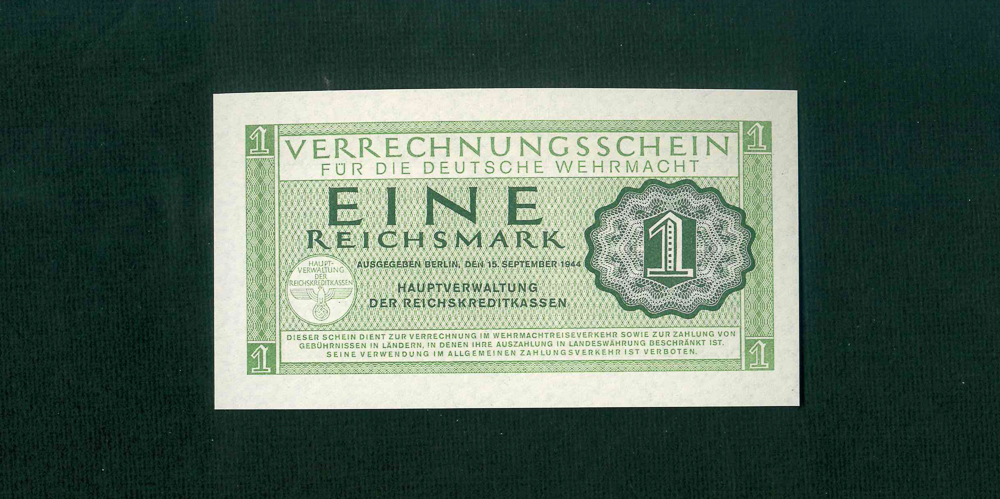 1 VERRECHNUNGSSCHEIN 1
FÜR DIE DEUTSCHE WEHRMACHT
EINE
REICHSMARK
1
AUSGEGEBEN BERLIN, DEN 15. SEPTEMBER 1944
HAUPT-
VERWALTUNG
DER
REICHSKREDITKASSEN
HAUPTVERWALTUNG
DER REICHSKREDITKASSEN
DIESER SCHEIN DIENT ZUR VERRECHNUNG IM WEHRMACHTREISEVERKEHR SOWIE ZUR ZAHLUNG VON
GEBÜHRNISSEN IN LÄNDERN, IN DENEN IHRE AUSZAHLUNG IN LANDESWÄHRUNG BESCHRÄNKT IST.
SEINE VERWENDUNG IM ALLGEMEINEN ZAHLUNGSVERKEHR IST VERBOTEN.
1 1